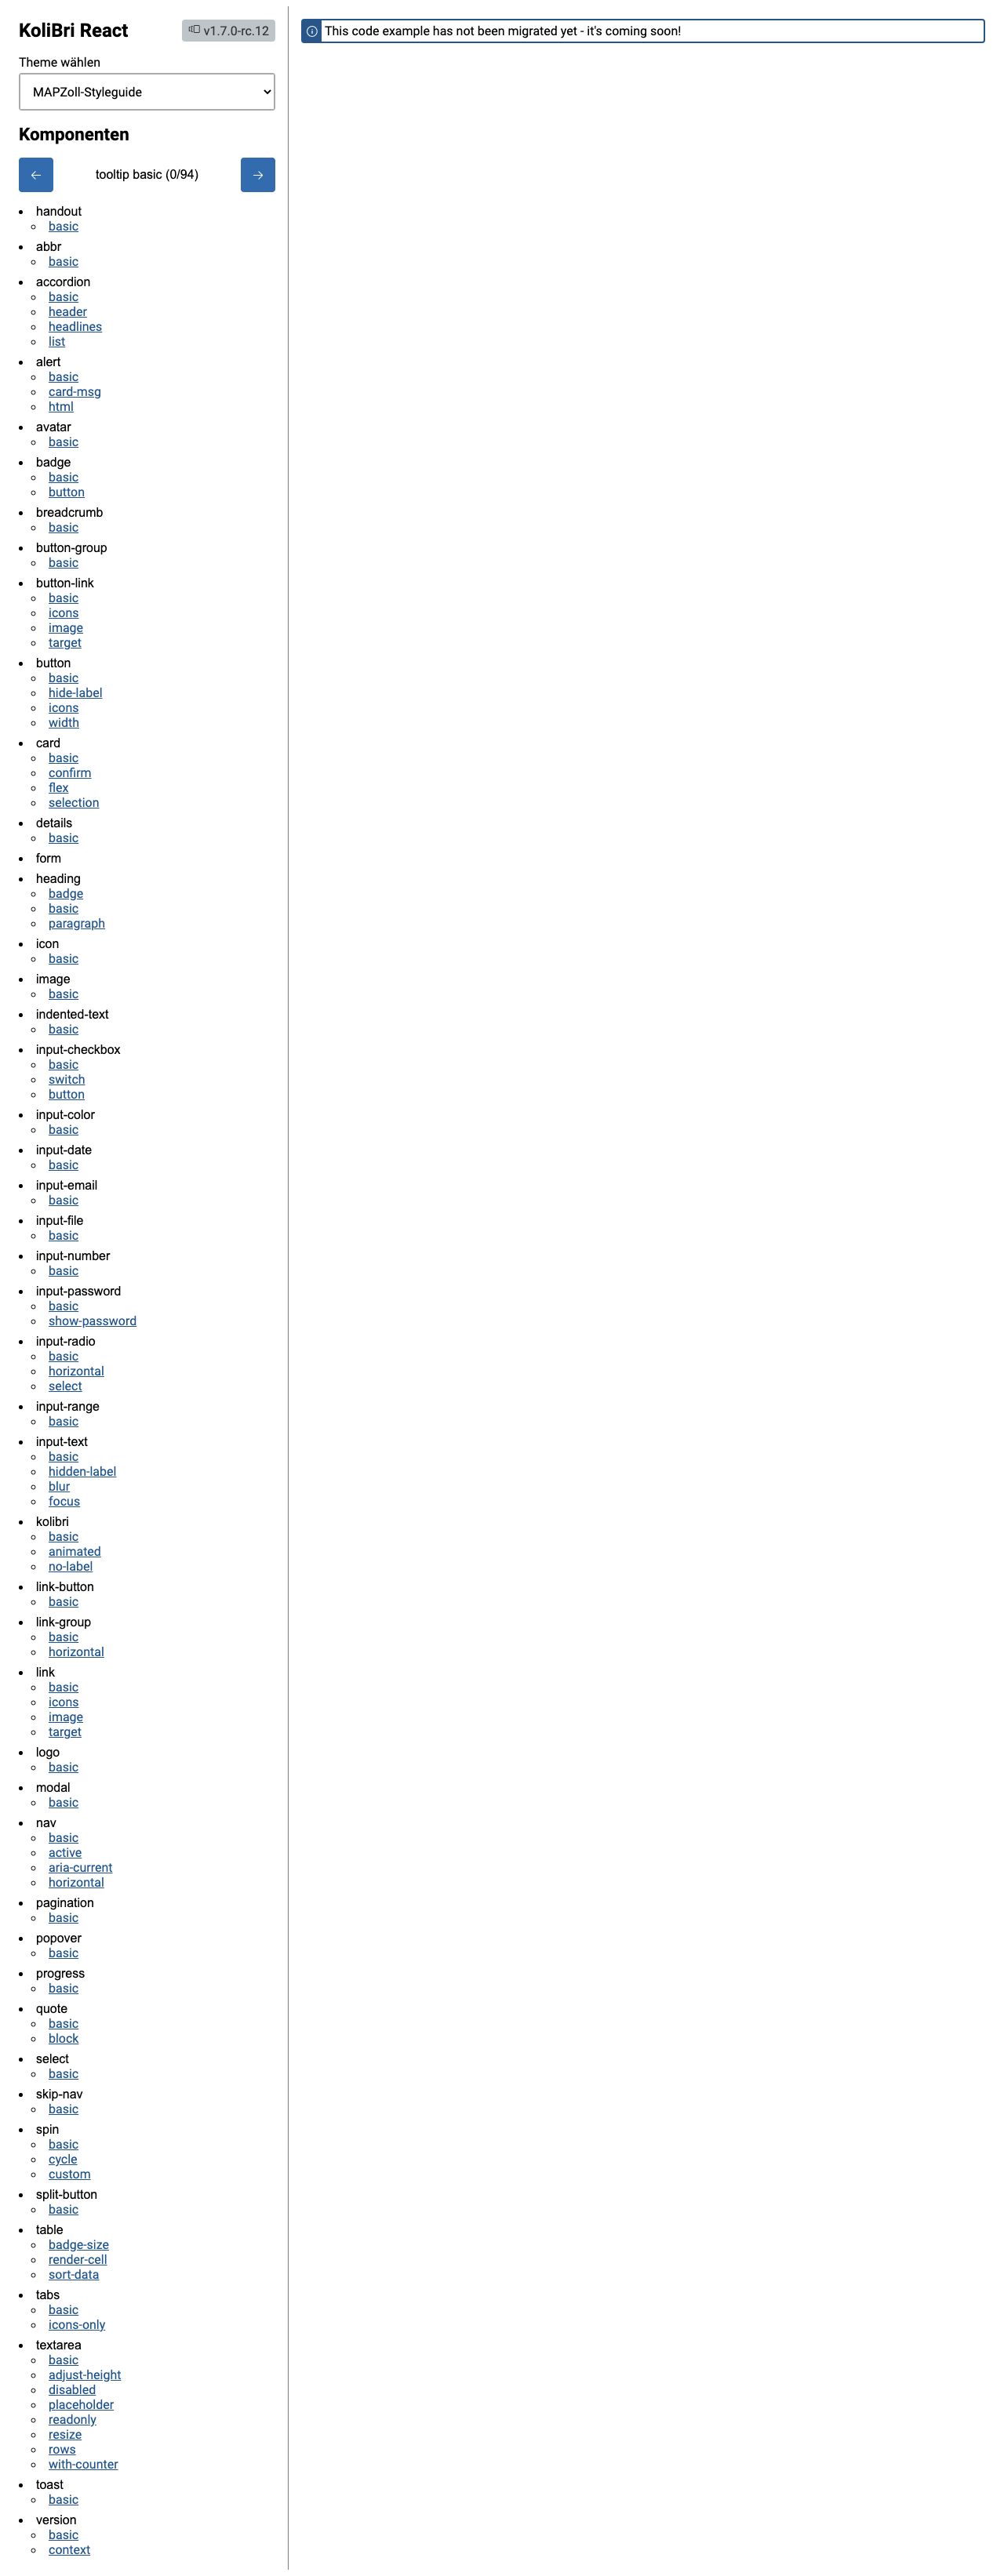 KoliBri React
v1.7.0-rc.12
Theme wählen
MAPZoll-Styleguide
Komponenten
tooltip basic (0/94)
handout
basic
abbr
basic
accordion
basic
header
headlines
list
alert
basic
card-msg
html
avatar
basic
badge
basic
button
breadcrumb
basic
button-group
basic
button-link
basic
icons
image
target
button
basic
hide-label
icons
width
card
basic
confirm
flex
selection
details
basic
form
heading
badge
basic
paragraph
icon
basic
image
basic
indented-text
basic
input-checkbox
basic
switch
button
input-color
basic
input-date
basic
input-email
basic
input-file
basic
input-number
basic
input-password
basic
show-password
input-radio
basic
horizontal
select
input-range
basic
input-text
basic
hidden-label
blur
focus
kolibri
basic
animated
no-label
link-button
basic
link-group
basic
horizontal
link
basic
icons
image
target
logo
basic
modal
basic
nav
basic
active
aria-current
horizontal
pagination
basic
popover
basic
progress
basic
quote
basic
block
select
basic
skip-nav
basic
spin
basic
cycle
custom
split-button
basic
table
badge-size
render-cell
sort-data
tabs
basic
icons-only
textarea
basic
adjust-height
disabled
placeholder
readonly
resize
rows
with-counter
toast
basic
version
basic
context
This code example has not been migrated yet - it's coming soon!